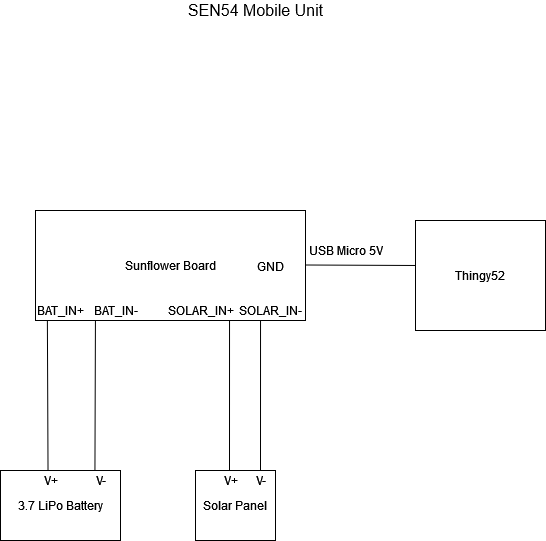 SEN54 Mobile Unit
USB Micro 5V
Sunflower Board
GND
Thingy52
BAT_IN+
BAT_IN-
SOLAR_IN+
SOLAR_IN-
V+
V-
V+
V-
3.7 LiPo Battery
Solar Panel